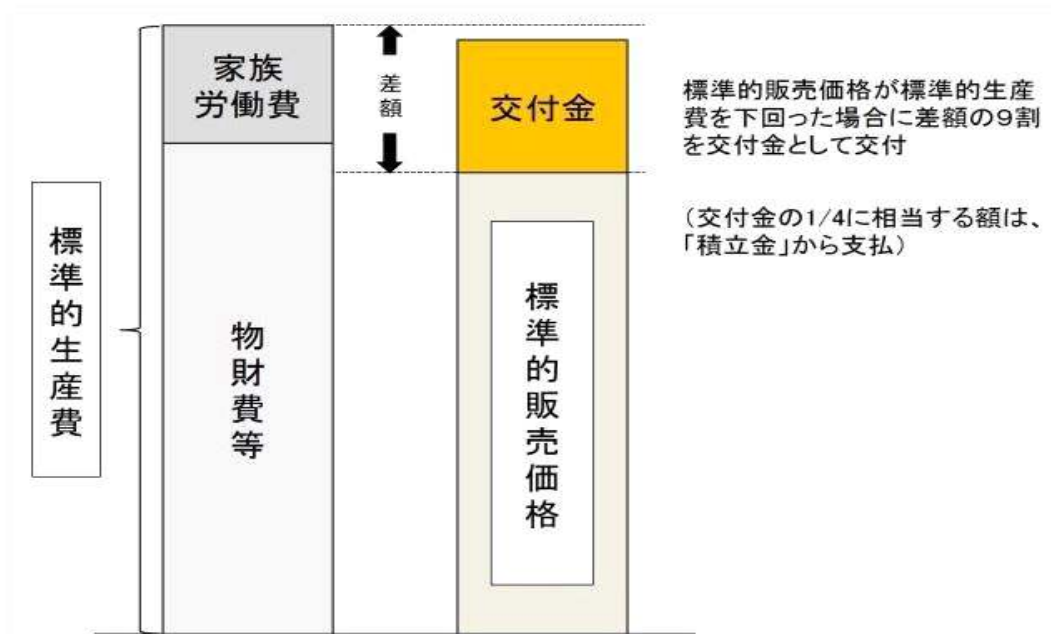 家族
労働費
差額
交付金
標準的販売価格が標準的生産
費を下回った場合に差額の9割
を交付金として交付
(交付金の1/4に相当する額は、
「積立金」から支払)
標準的生産費
物財費等
標準的販売価格